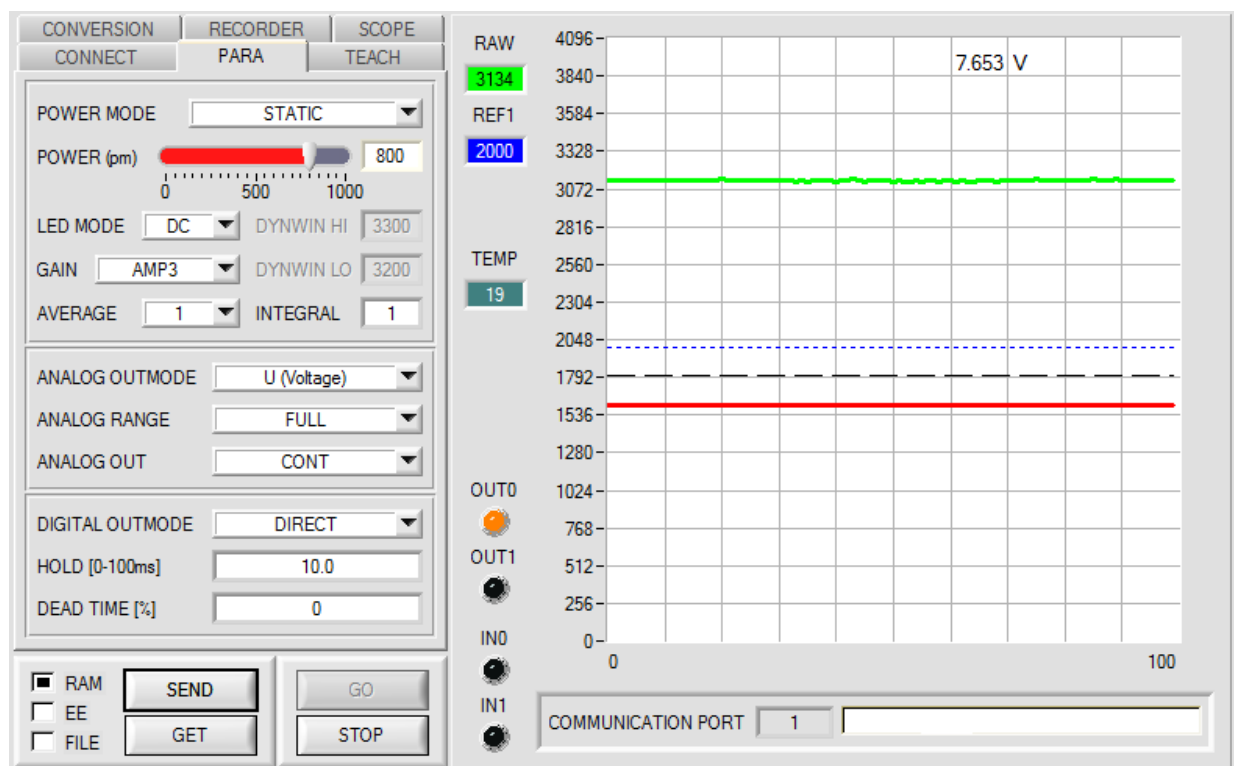 CONVERSION RECORDER SCOPE
CONNECT PARA TEACH
POWER MODE STATIC
POWER (pm) 800
0 500 1000
LED MODE DC DYNWIN HI 3300
GAIN AMP3 DYNWIN LO 3200
AVERAGE 1 INTEGRAL 1
ANALOG OUTMODE U (Voltage)
ANALOG RANGE FULL
ANALOG OUT CONT
DIGITAL OUTMODE DIRECT
HOLD [0-100ms] 10.0
DEAD TIME [%] 0
RAM
EE
FILE
SEND
GET
GO
STOP
RAW
3134
REF1
2000
TEMP
19
OUT0
OUT1
IN0
IN1
7.653 V
4096
3840
3584
3328
3072
2816
2560
2304
2048
1792
1536
1280
1024
768
512
256
0
0 100
COMMUNICATION PORT 1